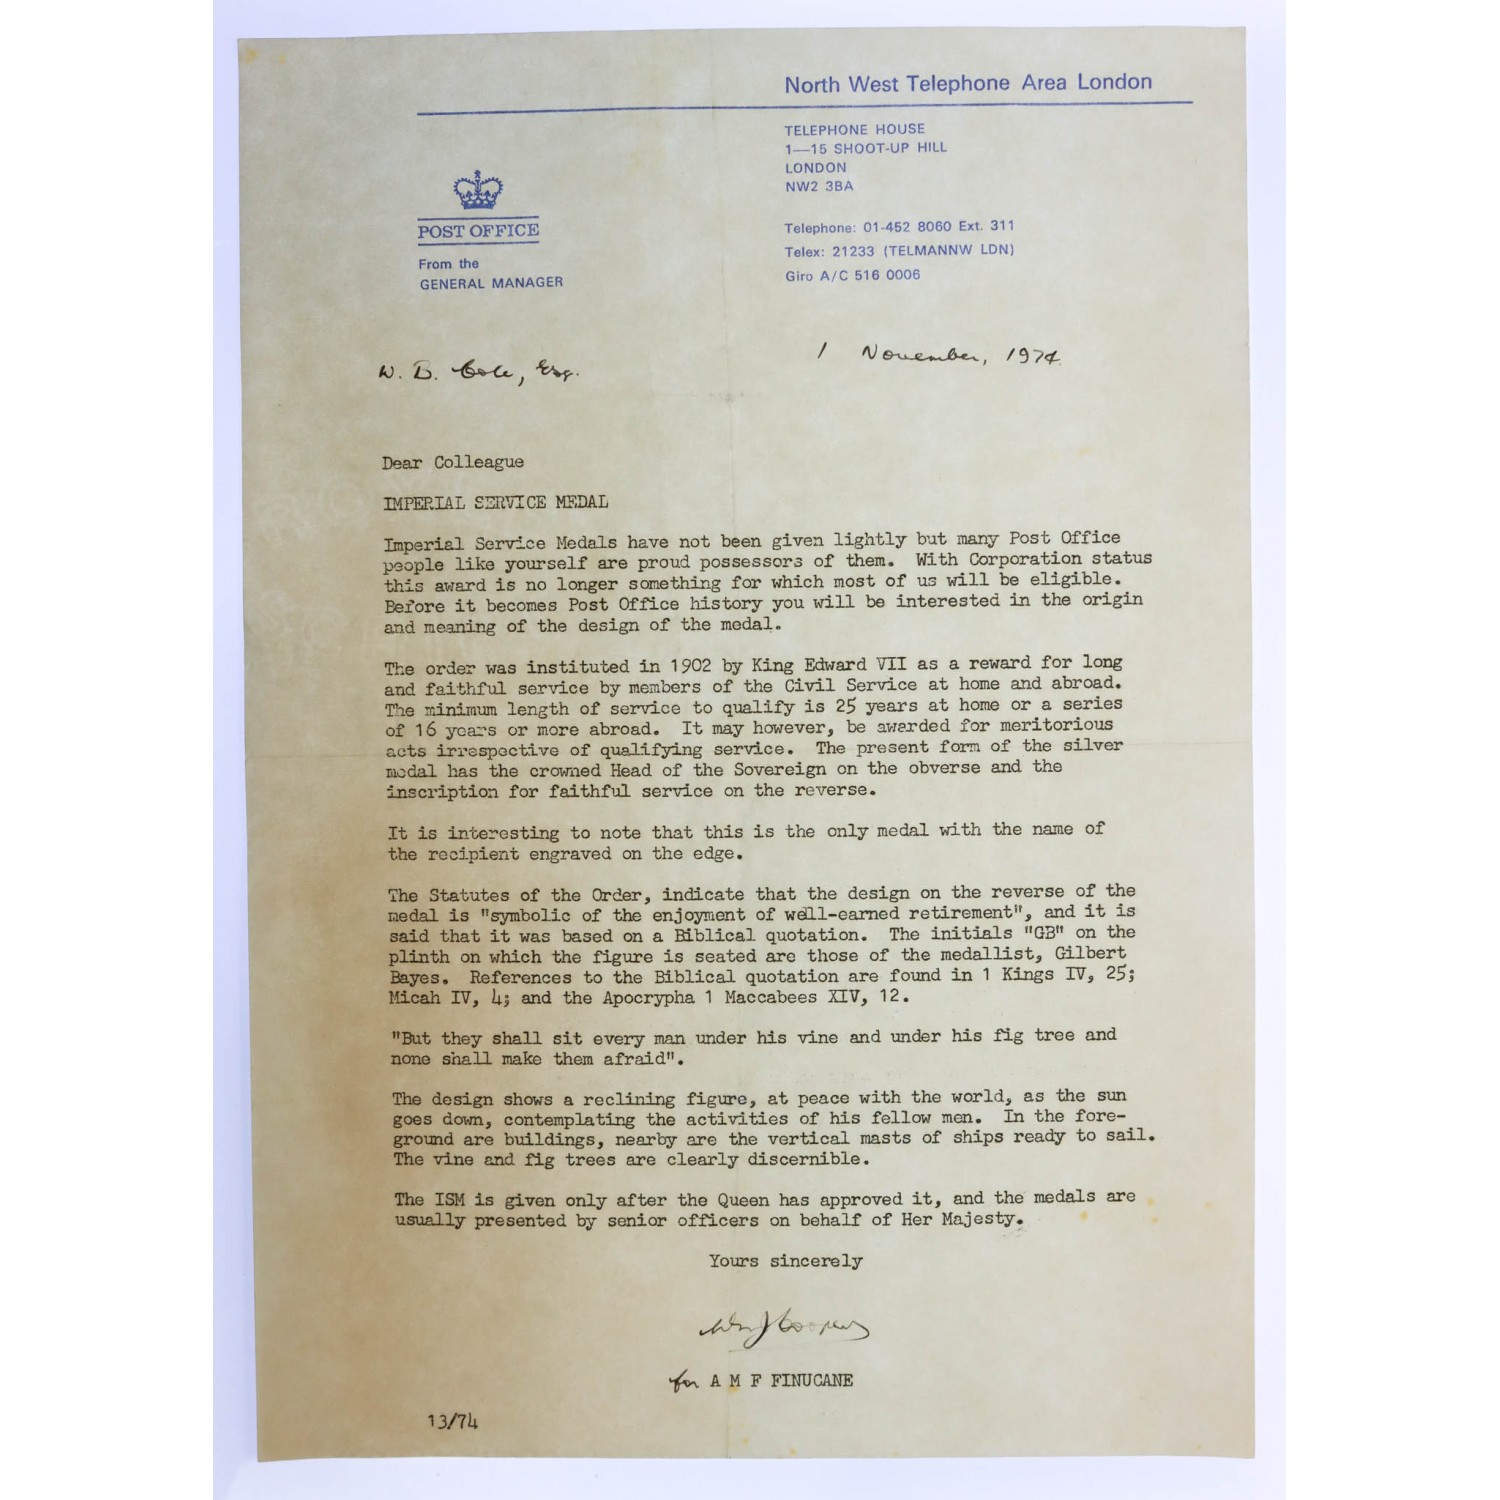 North West Telephone Area London
TELEPHONE HOUSE
1—15 SHOOT-UP HILL
LONDON
NW2 3BA
POST OFFICE
Telephone: 01-452 8060 Ext. 311
Telex: 21233 (TELMANNW LDN)
Giro A/C 516 0006
From the
GENERAL MANAGER
1 November, 1974
W. D. Cole, Esq.
Dear Colleague
IMPERIAL SERVICE MEDAL
Imperial Service Medals have not been given lightly but many Post Office
people like yourself are proud possessors of them. With Corporation status
this award is no longer something for which most of us will be eligible.
Before it becomes Post Office history you will be interested in the origin
and meaning of the design of the medal.
The order was instituted in 1902 by King Edward VII as a reward for long
and faithful service by members of the Civil Service at home and abroad.
The minimum length of service to qualify is 25 years at home or a series
of 16 years or more abroad. It may however, be awarded for meritorious
acts irrespective of qualifying service. The present form of the silver
medal has the crowned Head of the Sovereign on the obverse and the
inscription for faithful service on the reverse.
It is interesting to note that this is the only medal with the name of
the recipient engraved on the edge.
The Statutes of the Order, indicate that the design on the reverse of the
medal is "symbolic of the enjoyment of well-earned retirement", and it is
said that it was based on a Biblical quotation. The initials "GB" on the
plinth on which the figure is seated are those of the medallist, Gilbert
Bayes. References to the Biblical quotation are found in 1 Kings IV, 25;
Micah IV, 4; and the Apocrypha 1 Maccabees XIV, 12.
"But they shall sit every man under his vine and under his fig tree and
none shall make them afraid".
The design shows a reclining figure, at peace with the world, as the sun
goes down, contemplating the activities of his fellow men. In the fore-
ground are buildings, nearby are the vertical masts of ships ready to sail.
The vine and fig trees are clearly discernible.
The ISM is given only after the Queen has approved it, and the medals are
usually presented by senior officers on behalf of Her Majesty.
Yours sincerely
for A M F FINUCANE
13/74